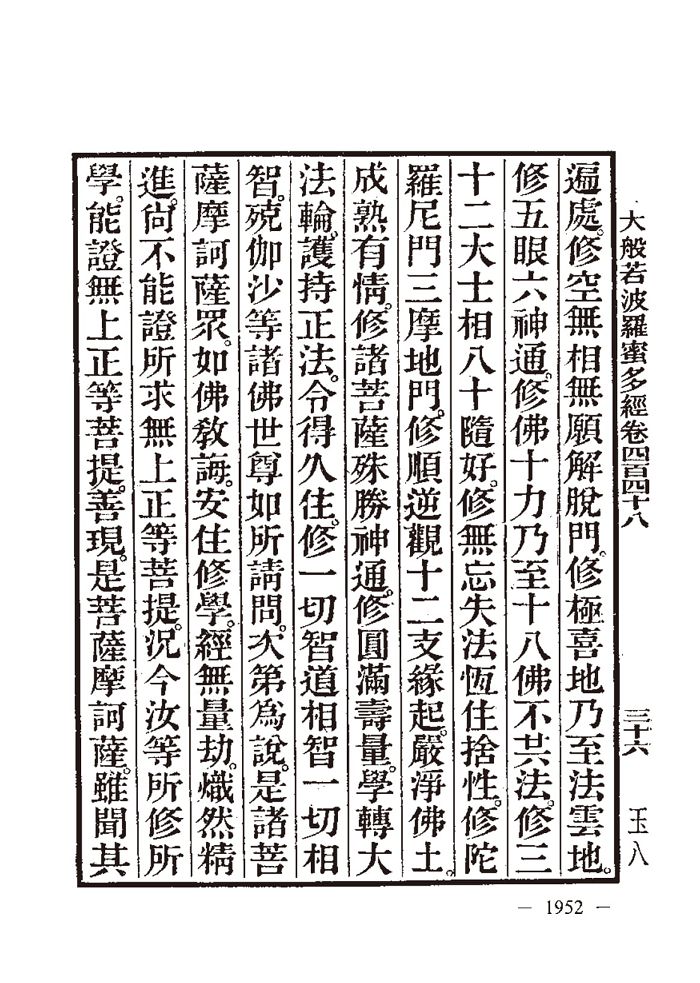 大般若波羅蜜多經卷四百四十八 三十六 玉八
遍處。修空無相無願解脫門。修極喜地乃至法雲地。
修五眼六神通。修佛十力乃至十八佛不共法。修三
十二大士相八十隨好。修無忘失法恆住捨性。修陀
羅尼門三摩地門。修順逆觀十二支緣起。嚴淨佛土。
成熟有情。修諸菩薩殊勝神通。修圓滿壽量。學轉大
法輪。護持正法。令得久住。修一切智道相智一切相
智。殑伽沙等諸佛世尊如所請問。次第為說。是諸菩
薩摩訶薩眾。如佛教誨。安住修學。經無量劫。熾然精
進。尚不能證所求無上正等菩提。況今汝等所修所
學。能證無上正等菩提。善現。是菩薩摩訶薩。雖聞其
— 1952 —